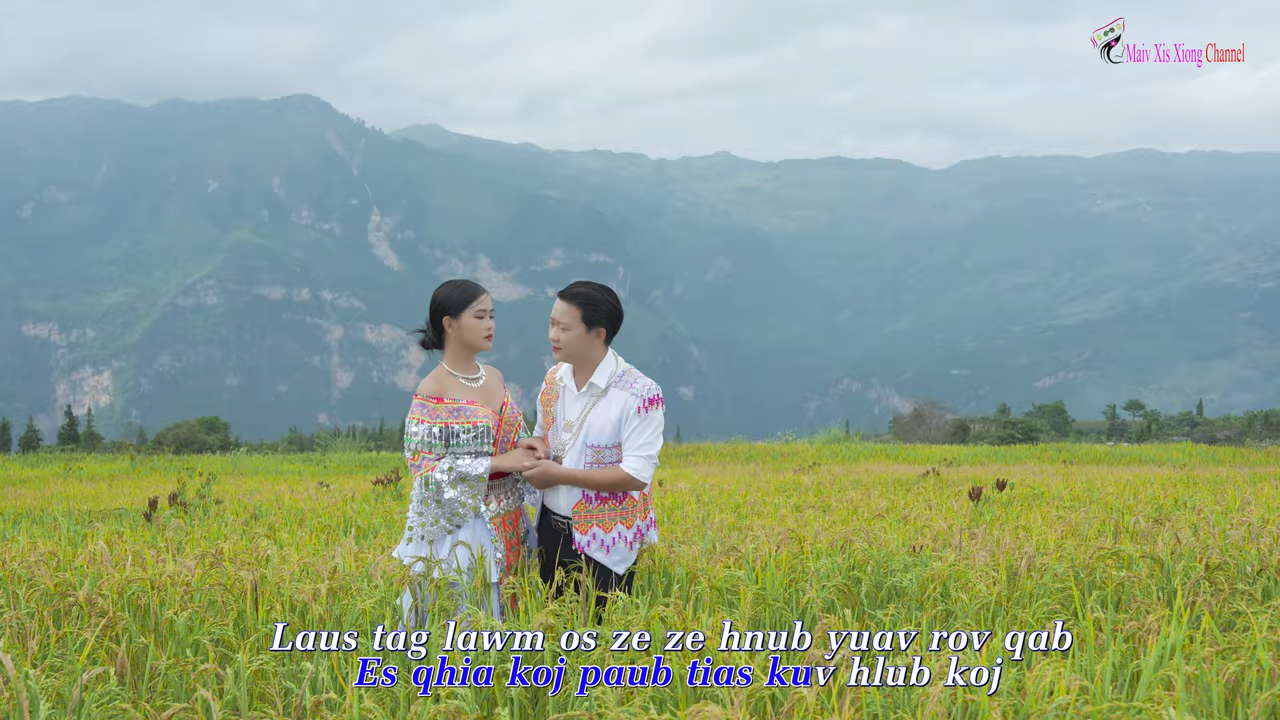 Maiv Xis Xiong Channel
Laus tag lawm os ze ze hnub yuav rov qab
Es qhia koj paub tias kuv hlub koj